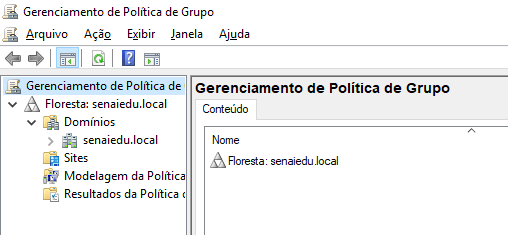 Gerenciamento de Política de Grupo
Arquivo Ação Exibir Janela Ajuda
Gerenciamento de Política de
Floresta: senaiedu.local
Domínios
senaiedu.local
Sites
Modelagem da Política
Resultados da Política d
Gerenciamento de Política de Grupo
Conteúdo
Nome
Floresta: senaiedu.local